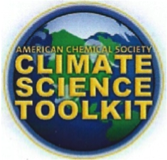 AMERICAN CHEMICAL SOCIETY
CLIMATE
SCIENCE
TOOLKIT